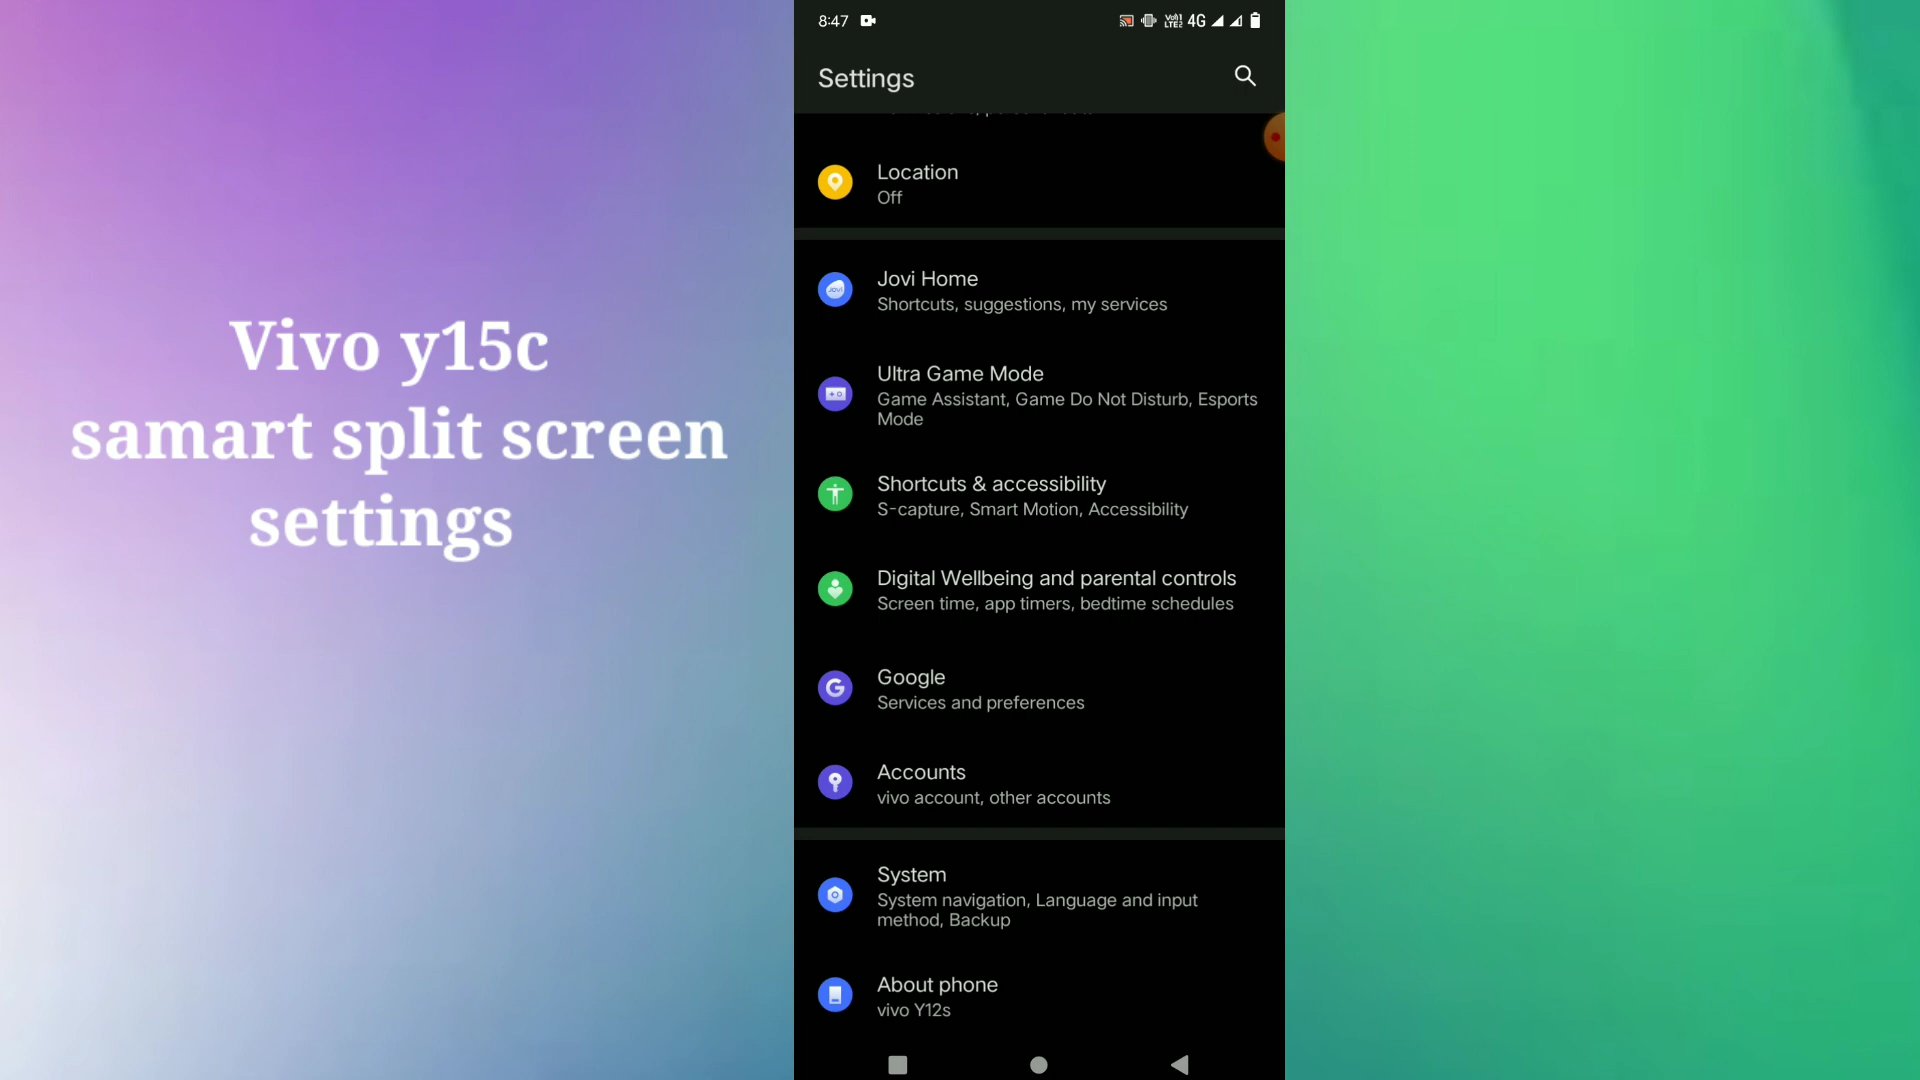 Vivo y15c
samart split screen
settings
8:47
4G
Settings
Location
Off
Jovi Home
Shortcuts, suggestions, my services
Ultra Game Mode
Game Assistant, Game Do Not Disturb, Esports
Mode
Shortcuts & accessibility
S-capture, Smart Motion, Accessibility
Digital Wellbeing and parental controls
Screen time, app timers, bedtime schedules
Google
Services and preferences
Accounts
vivo account, other accounts
System
System navigation, Language and input
method, Backup
About phone
vivo Y12s